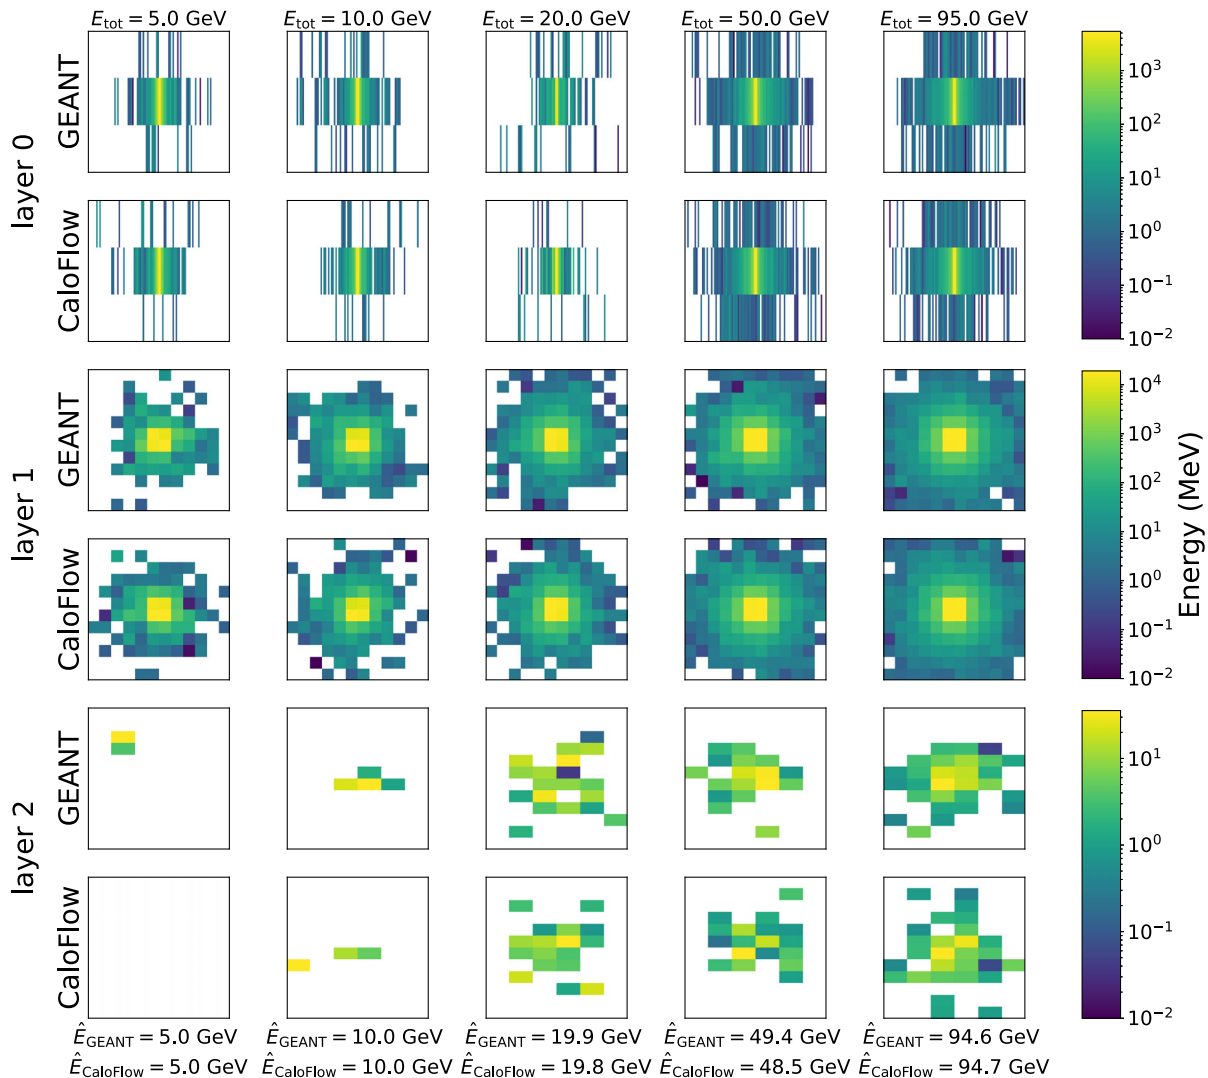 E_tot = 5.0 GeV
E_tot = 10.0 GeV
E_tot = 20.0 GeV
E_tot = 50.0 GeV
E_tot = 95.0 GeV
layer 0
GEANT
CaloFlow
10^3
10^2
10^1
10^0
10^−1
10^−2
layer 1
GEANT
CaloFlow
10^4
10^3
10^2
10^1
10^0
10^−1
10^−2
Energy (MeV)
layer 2
GEANT
CaloFlow
10^1
10^0
10^−1
10^−2
Ê_GEANT = 5.0 GeV
Ê_CaloFlow = 5.0 GeV
Ê_GEANT = 10.0 GeV
Ê_CaloFlow = 10.0 GeV
Ê_GEANT = 19.9 GeV
Ê_CaloFlow = 19.8 GeV
Ê_GEANT = 49.4 GeV
Ê_CaloFlow = 48.5 GeV
Ê_GEANT = 94.6 GeV
Ê_CaloFlow = 94.7 GeV